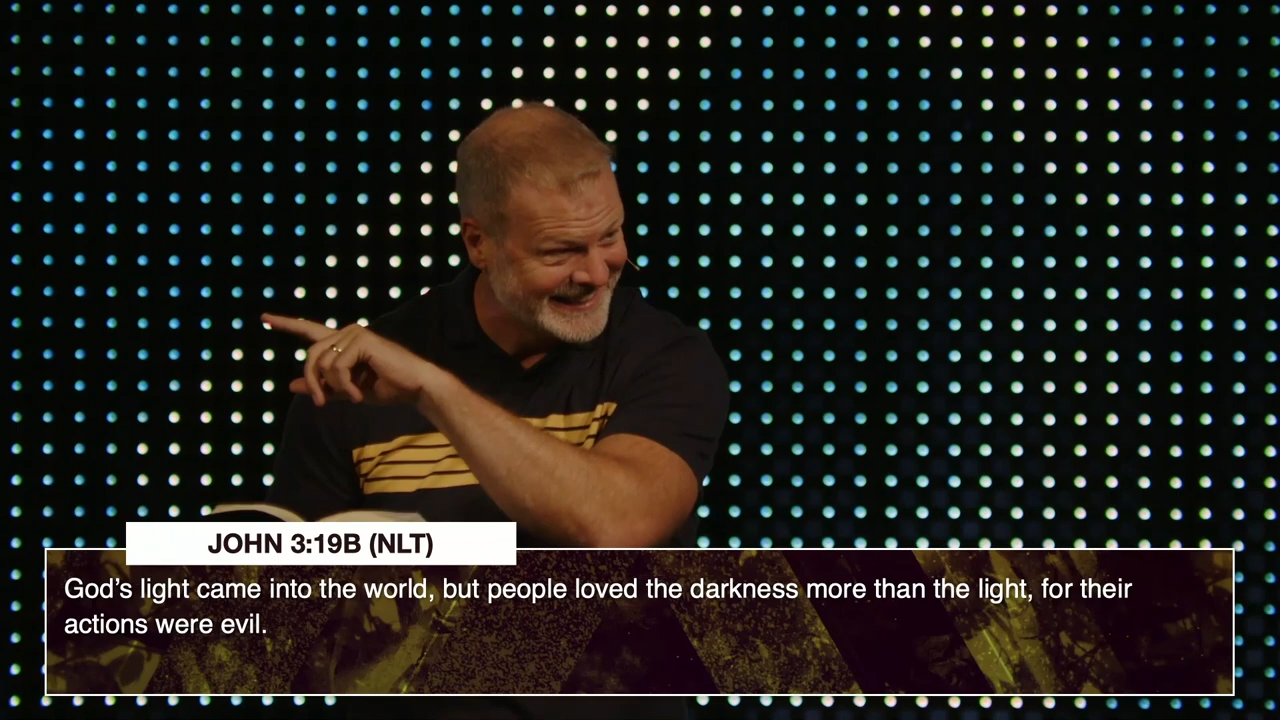 JOHN 3:19B (NLT)
God’s light came into the world, but people loved the darkness more than the light, for their
actions were evil.